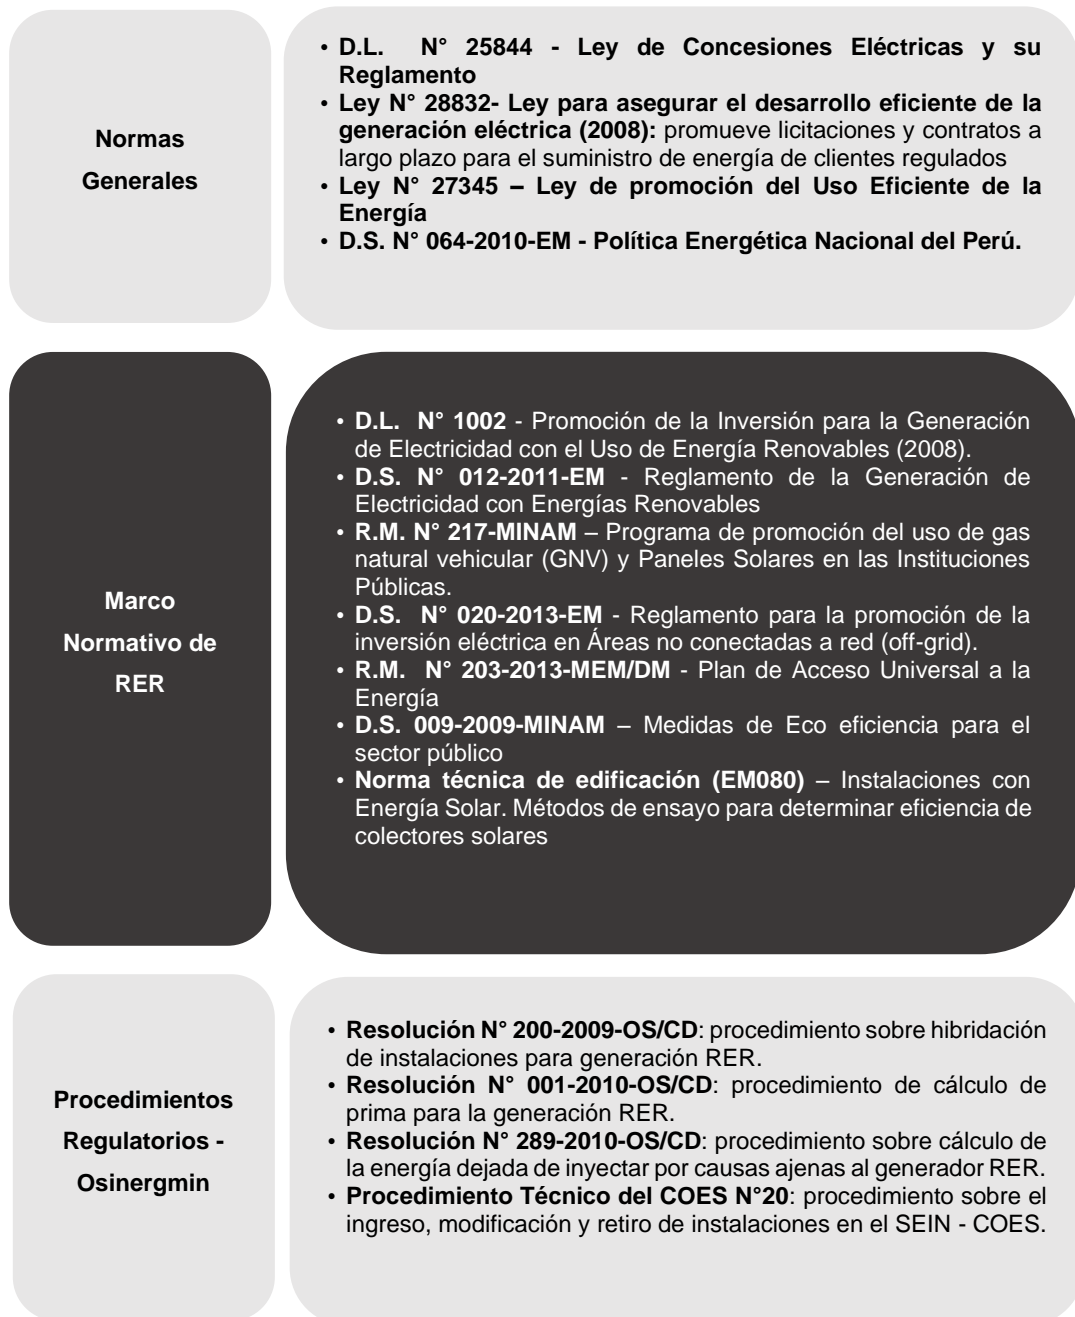 Normas
Generales
• D.L. N° 25844 - Ley de Concesiones Eléctricas y su
Reglamento
• Ley N° 28832- Ley para asegurar el desarrollo eficiente de la
generación eléctrica (2008): promueve licitaciones y contratos a
largo plazo para el suministro de energía de clientes regulados
• Ley N° 27345 – Ley de promoción del Uso Eficiente de la
Energía
• D.S. N° 064-2010-EM - Política Energética Nacional del Perú.
Marco
Normativo de
RER
• D.L. N° 1002 - Promoción de la Inversión para la Generación
de Electricidad con el Uso de Energía Renovables (2008).
• D.S. N° 012-2011-EM - Reglamento de la Generación de
Electricidad con Energías Renovables
• R.M. N° 217-MINAM – Programa de promoción del uso de gas
natural vehicular (GNV) y Paneles Solares en las Instituciones
Públicas.
• D.S. N° 020-2013-EM - Reglamento para la promoción de la
inversión eléctrica en Áreas no conectadas a red (off-grid).
• R.M. N° 203-2013-MEM/DM - Plan de Acceso Universal a la
Energía
• D.S. 009-2009-MINAM – Medidas de Eco eficiencia para el
sector público
• Norma técnica de edificación (EM080) – Instalaciones con
Energía Solar. Métodos de ensayo para determinar eficiencia de
colectores solares
Procedimientos
Regulatorios -
Osinergmin
• Resolución N° 200-2009-OS/CD: procedimiento sobre hibridación
de instalaciones para generación RER.
• Resolución N° 001-2010-OS/CD: procedimiento de cálculo de
prima para la generación RER.
• Resolución N° 289-2010-OS/CD: procedimiento sobre cálculo de
la energía dejada de inyectar por causas ajenas al generador RER.
• Procedimiento Técnico del COES N°20: procedimiento sobre el
ingreso, modificación y retiro de instalaciones en el SEIN - COES.